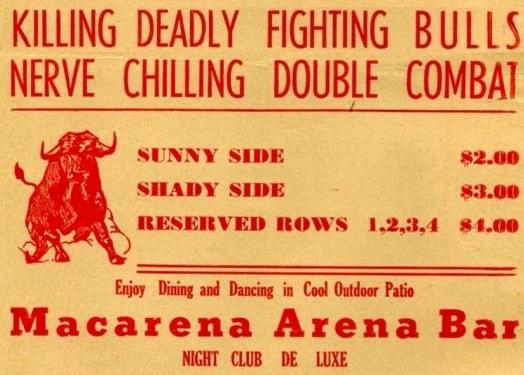 KILLING DEADLY FIGHTING BULLS
NERVE CHILLING DOUBLE COMBAT
SUNNY SIDE $2.00
SHADY SIDE $3.00
RESERVED ROWS 1,2,3,4 $4.00
Enjoy Dining and Dancing in Cool Outdoor Patio
Macarena Arena Bar
NIGHT CLUB DE LUXE